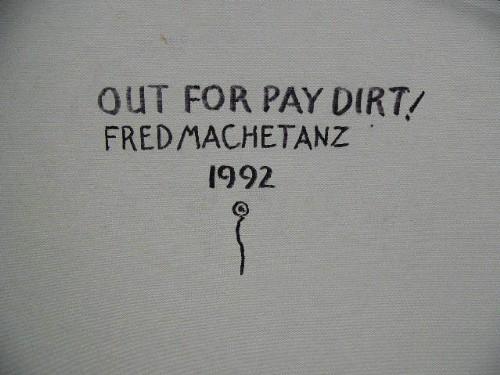 OUT FOR PAY DIRT!
FRED MACHETANZ
1992